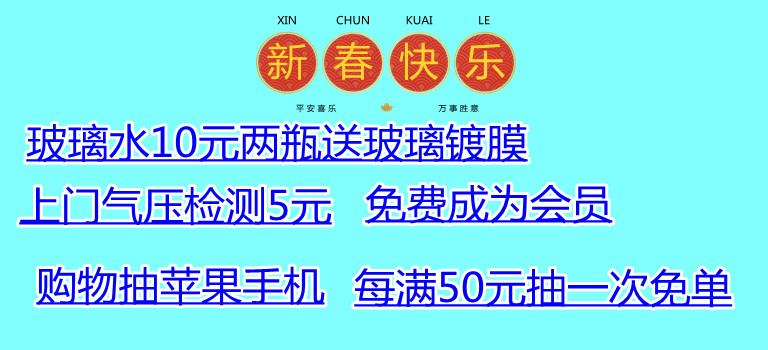 XIN CHUN KUAI LE
新春快乐
平安喜乐 万事胜意
玻璃水10元两瓶送玻璃镀膜
上门气压检测5元 免费成为会员
购物抽苹果手机 每满50元抽一次免单